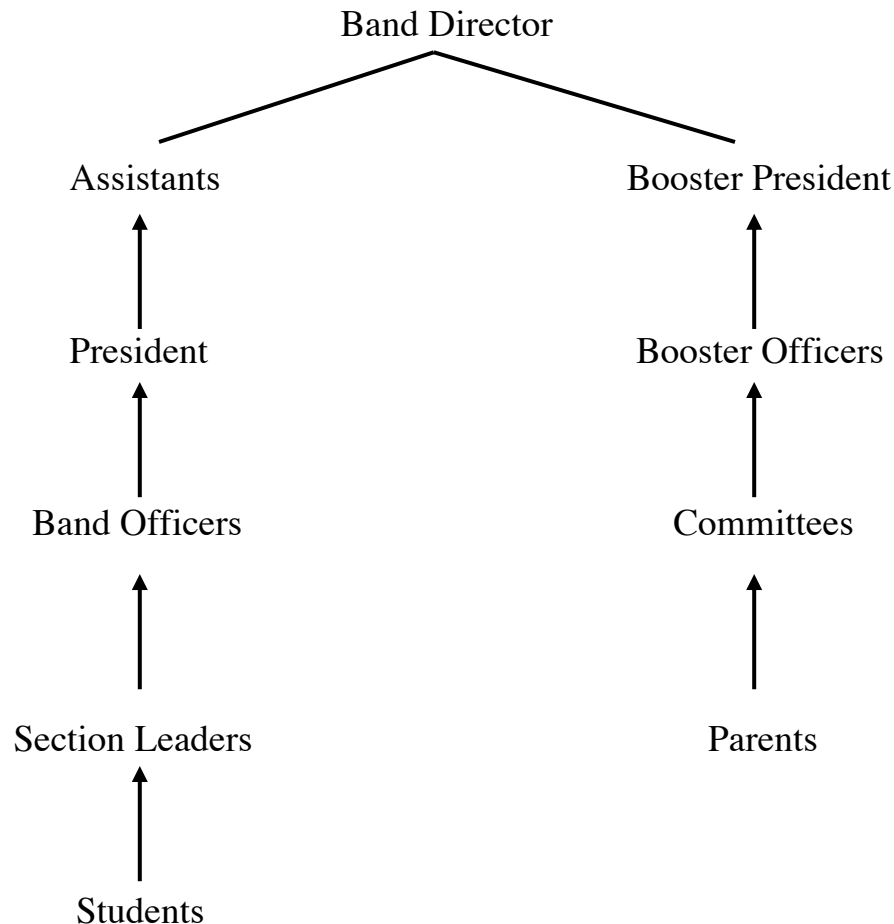 Band Director
Assistants
Booster President
President
Booster Officers
Band Officers
Committees
Section Leaders
Parents
Students